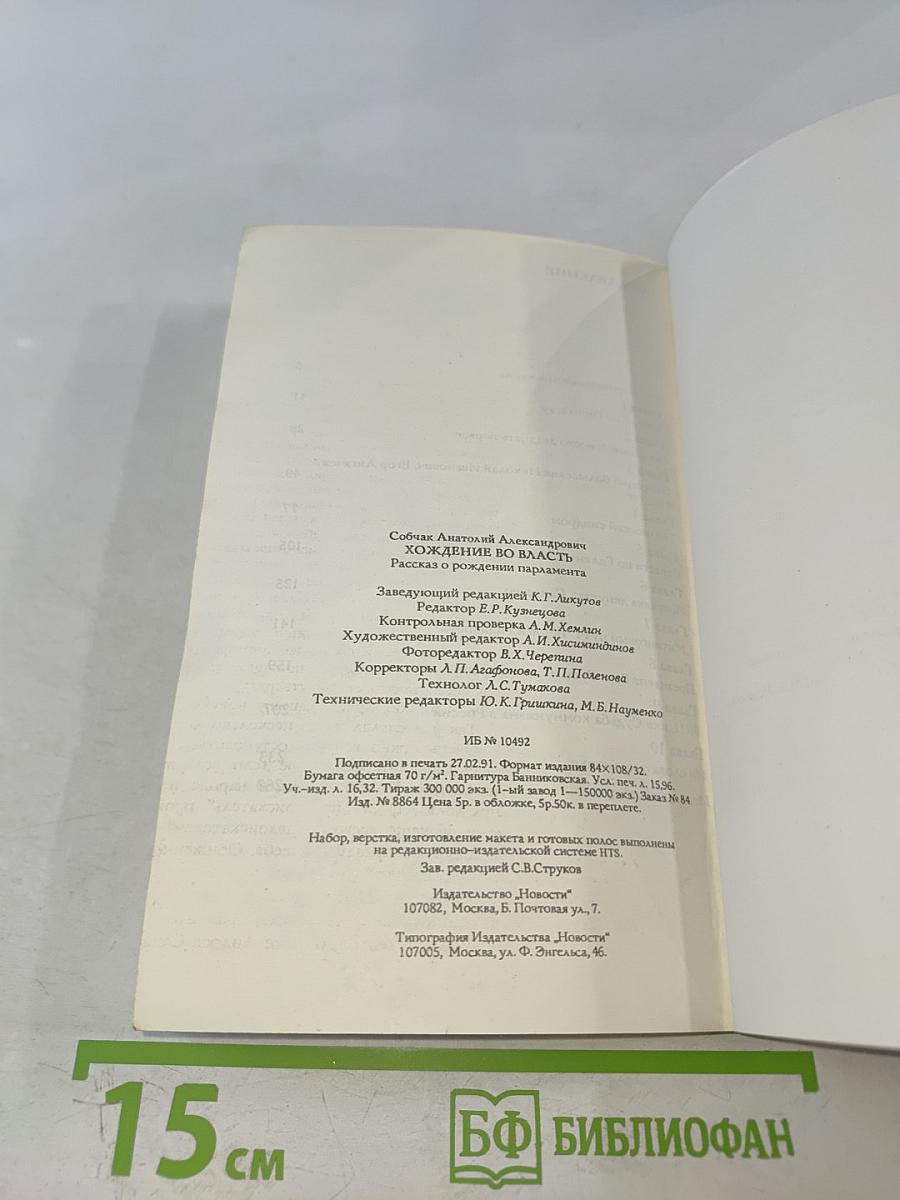 Собчак Анатолий Александрович
ХОЖДЕНИЕ ВО ВЛАСТЬ
Рассказ о рождении парламента
Заведующий редакцией К.Г.Ликутов
Редактор Е.Р.Кузнецова
Контрольная проверка А.М.Хемлин
Художественный редактор А.И.Хисиминдинов
Фоторедактор В.Х.Черепина
Корректоры Л.П.Агафонова, Т.П.Поленова
Технолог Л.С.Тумахова
Технические редакторы Ю.К.Гришкина, М.Б.Науменко
ИБ № 10492
Подписано в печать 27.02.91. Формат издания 84×108/32.
Бумага офсетная 70 г/м². Гарнитура Банниковская. Усл. печ. л. 15,96.
Уч.-изд. л. 16,32. Тираж 300 000 экз. (1-ый завод 1—150000 экз.) Заказ № 84
Изд. № 8864 Цена 5р. в обложке, 5р.50к. в переплете.
Набор, верстка, изготовление макета и готовых полос выполнены
на редакционно-издательской системе HTS.
Зав. редакцией С.В.Струков
Издательство „Новости"
107082, Москва, Б. Почтовая ул., 7.
Типография Издательства „Новости"
107005, Москва, ул. Ф. Энгельса, 46.
15 см
БФ БИБЛИОФАН